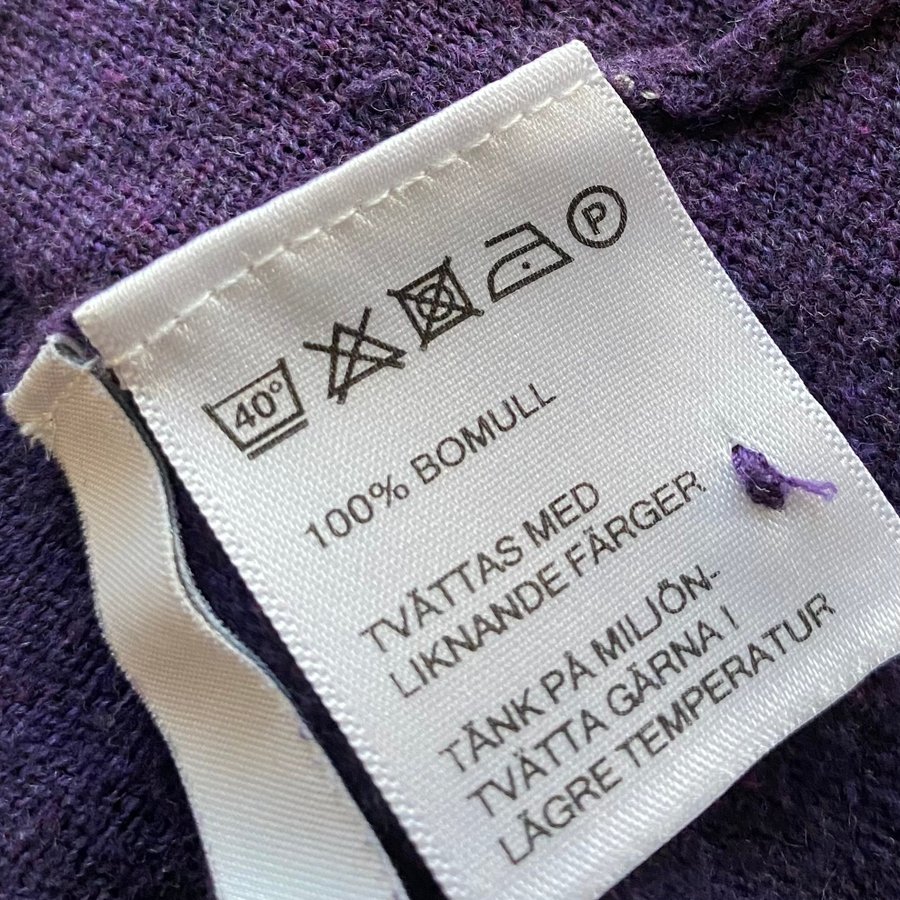 40°
P
100% BOMULL
TVÄTTAS MED
LIKNANDE FÄRGER
TÄNK PÅ MILJÖN-
TVÄTTA GÄRNA I
LÄGRE TEMPERATUR